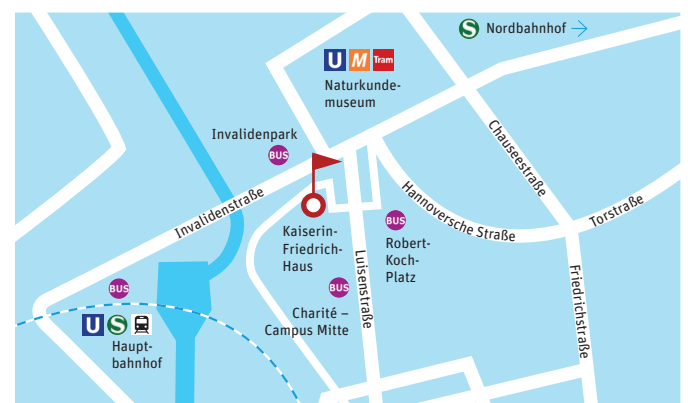 S Nordbahnhof →
U M Tram
Naturkunde-
museum
Invalidenpark
BUS
Chauseestraße
Invalidenstraße
Hannoversche Straße
Torstraße
Kaiserin-
Friedrich-
Haus
BUS
Robert-
Koch-
Platz
Luisenstraße
Friedrichstraße
BUS
Charité –
Campus Mitte
BUS
U S
Haupt-
bahnhof